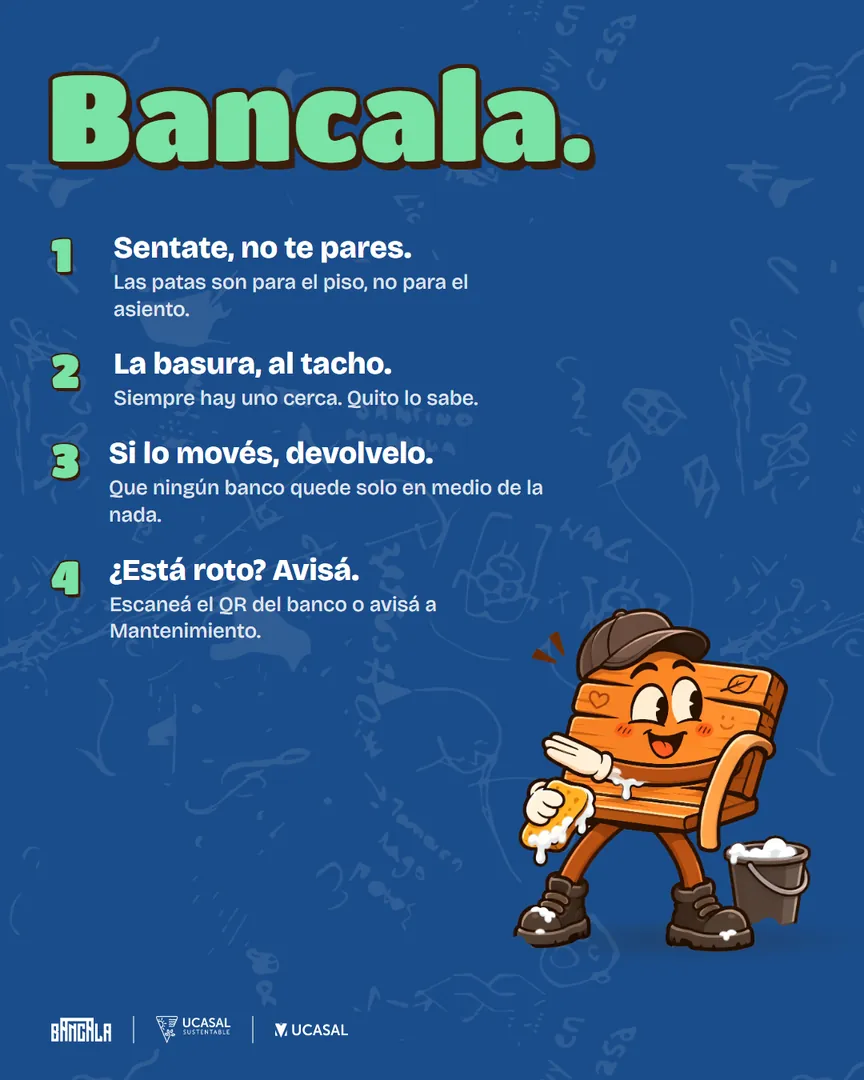 Bancala.
1
Sentate, no te pares.
Las patas son para el piso, no para el
asiento.
2
La basura, al tacho.
Siempre hay uno cerca. Quito lo sabe.
3
Si lo movés, devolvelo.
Que ningún banco quede solo en medio de la
nada.
4
¿Está roto? Avisá.
Escaneá el QR del banco o avisá a
Mantenimiento.
BANCALA
UCASAL
SUSTENTABLE
UCASAL